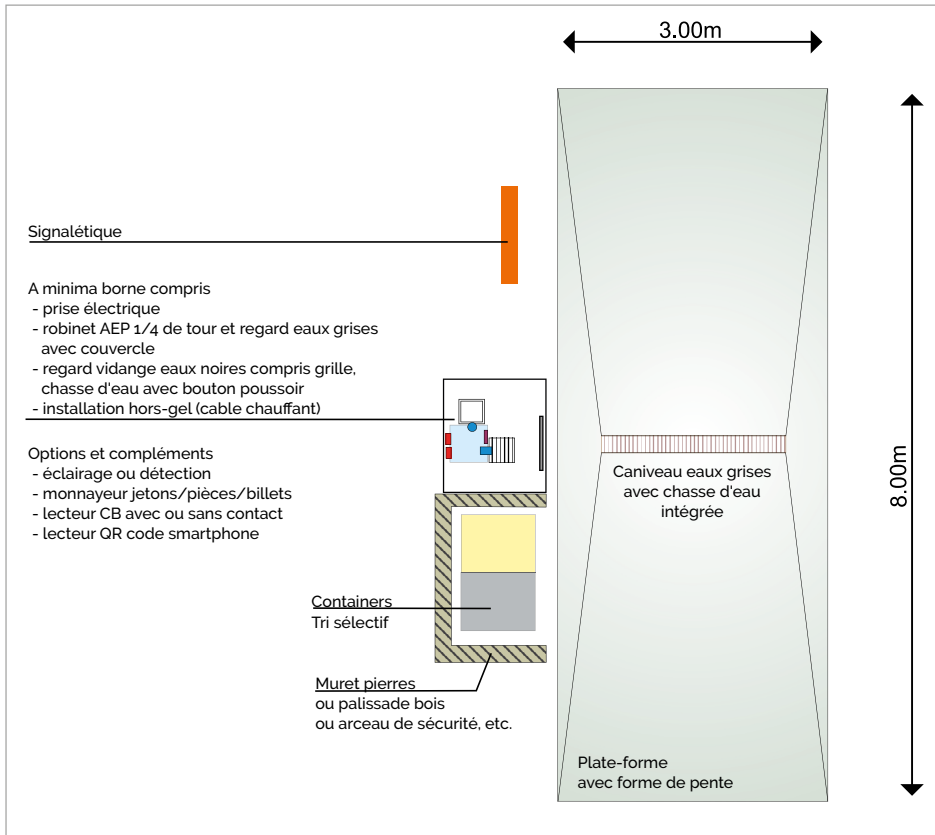 3.00m
8.00m
Signalétique
A minima borne compris
- prise électrique
- robinet AEP 1/4 de tour et regard eaux grises
avec couvercle
- regard vidange eaux noires compris grille,
chasse d'eau avec bouton poussoir
- installation hors-gel (cable chauffant)
Options et compléments
- éclairage ou détection
- monnayeur jetons/pièces/billets
- lecteur CB avec ou sans contact
- lecteur QR code smartphone
Caniveau eaux grises
avec chasse d'eau
intégrée
Containers
Tri sélectif
Muret pierres
ou palissade bois
ou arceau de sécurité, etc.
Plate-forme
avec forme de pente